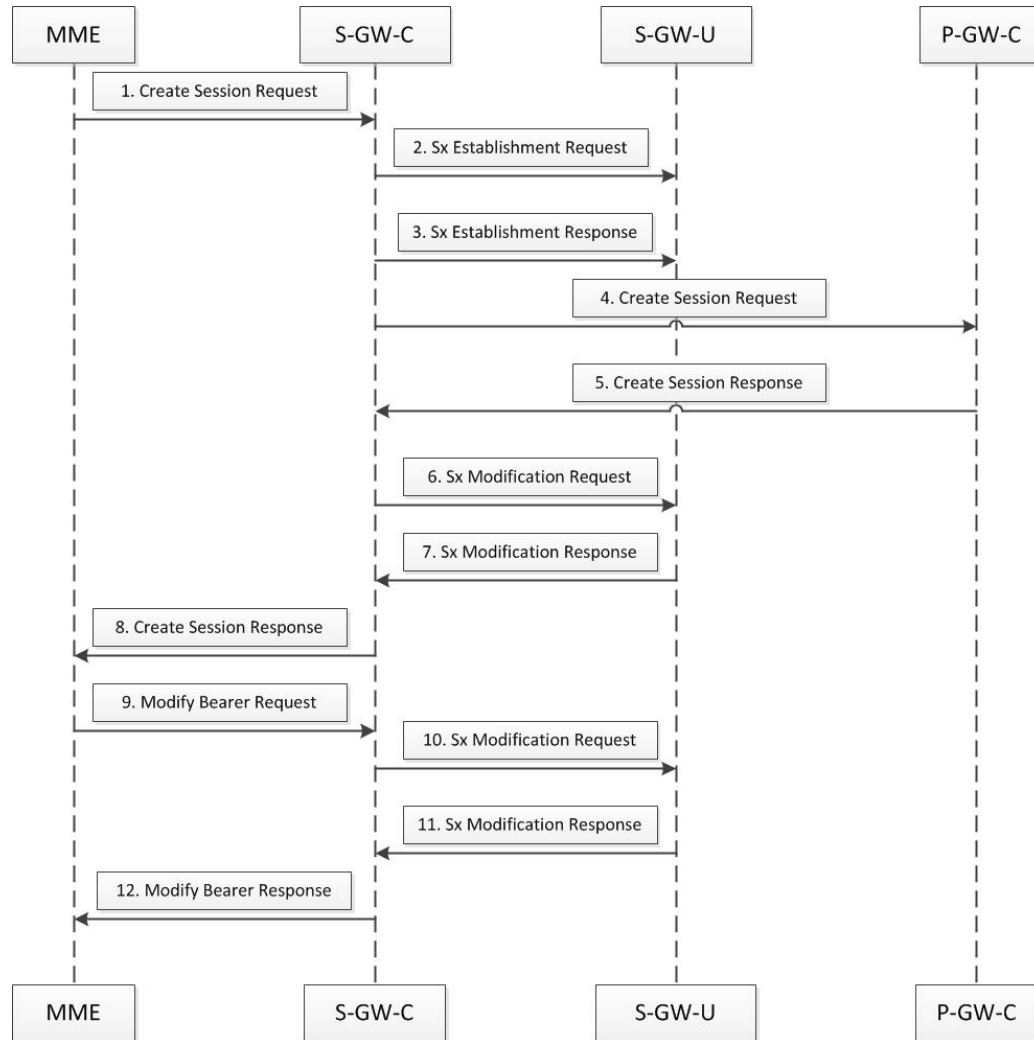 MME
S-GW-C
S-GW-U
P-GW-C
1. Create Session Request
2. Sx Establishment Request
3. Sx Establishment Response
4. Create Session Request
5. Create Session Response
6. Sx Modification Request
7. Sx Modification Response
8. Create Session Response
9. Modify Bearer Request
10. Sx Modification Request
11. Sx Modification Response
12. Modify Bearer Response
MME
S-GW-C
S-GW-U
P-GW-C